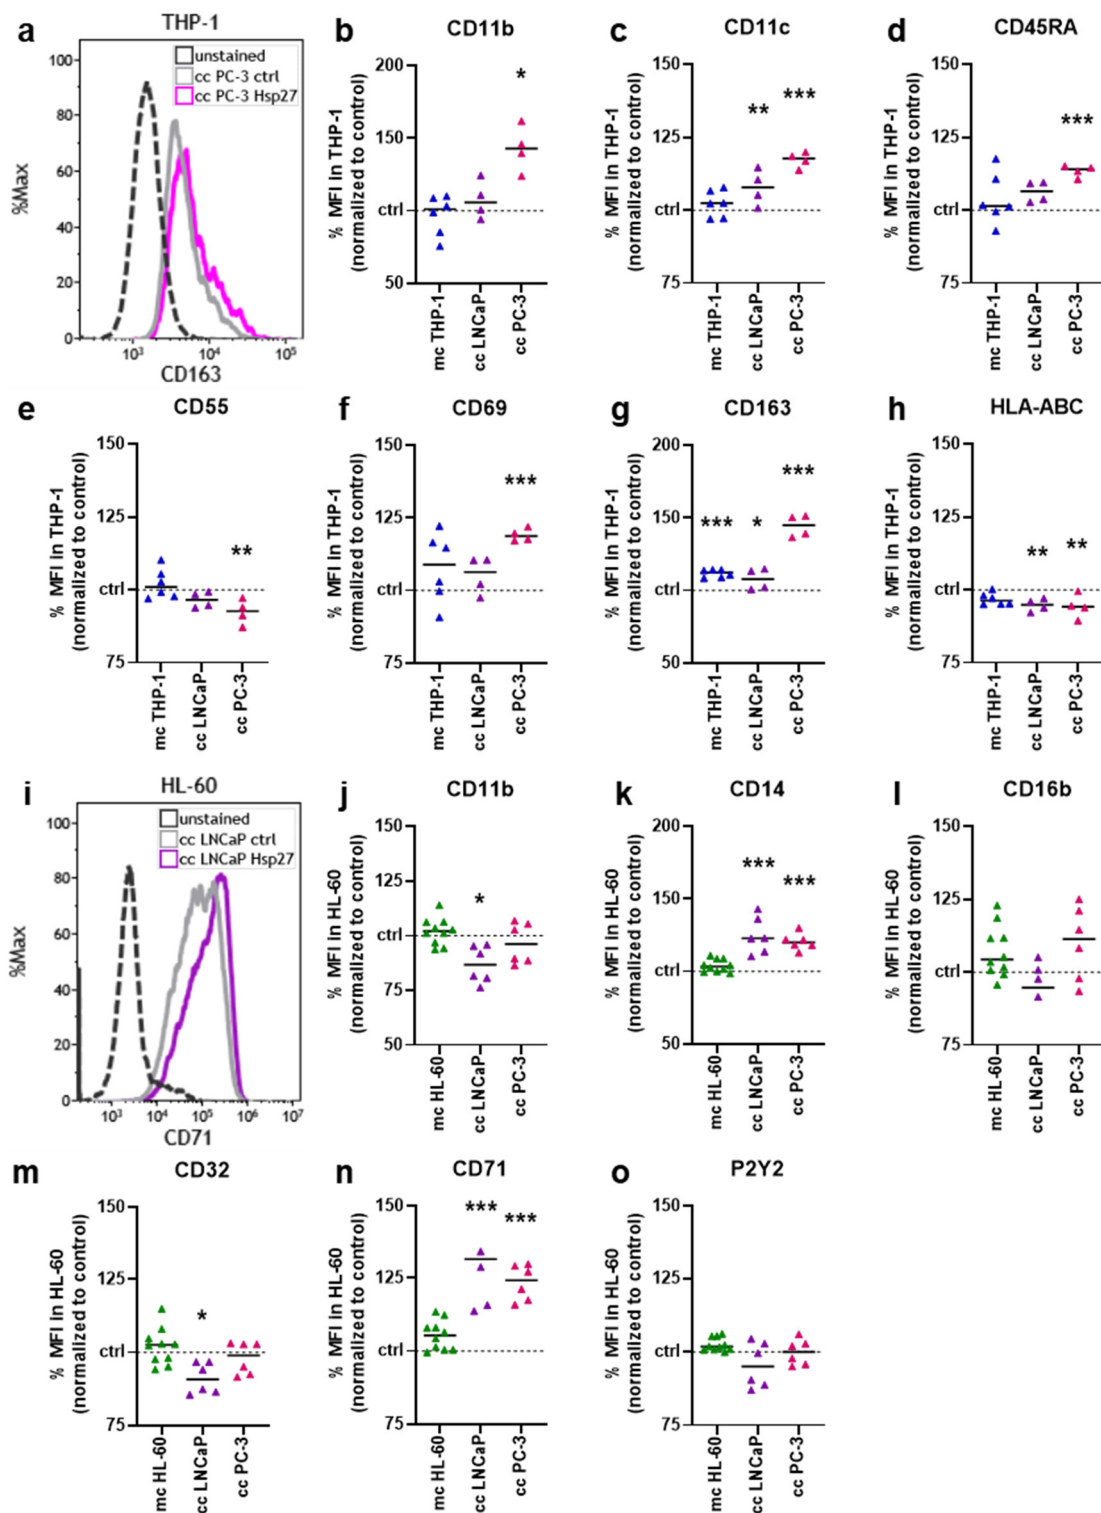 a
THP-1
unstained
cc PC-3 ctrl
cc PC-3 Hsp27
100
80
60
40
20
0
%Max
10³ 10⁴ 10⁵
CD163
b
CD11b
% MFI in THP-1
(normalized to control)
200
150
ctrl
50
*
mc THP-1
cc LNCaP
cc PC-3
c
CD11c
% MFI in THP-1
(normalized to control)
150
125
ctrl
75
** ***
mc THP-1
cc LNCaP
cc PC-3
d
CD45RA
% MFI in THP-1
(normalized to control)
150
125
ctrl
75
***
mc THP-1
cc LNCaP
cc PC-3
e
CD55
% MFI in THP-1
(normalized to control)
150
125
ctrl
75
**
mc THP-1
cc LNCaP
cc PC-3
f
CD69
% MFI in THP-1
(normalized to control)
150
125
ctrl
75
***
mc THP-1
cc LNCaP
cc PC-3
g
CD163
% MFI in THP-1
(normalized to control)
200
150
ctrl
50
*** * ***
mc THP-1
cc LNCaP
cc PC-3
h
HLA-ABC
% MFI in THP-1
(normalized to control)
150
125
ctrl
75
** **
mc THP-1
cc LNCaP
cc PC-3
i
HL-60
unstained
cc LNCaP ctrl
cc LNCaP Hsp27
100
80
60
40
20
0
%Max
10³ 10⁴ 10⁵ 10⁶ 10⁷
CD71
j
CD11b
% MFI in HL-60
(normalized to control)
150
125
ctrl
75
50
*
mc HL-60
cc LNCaP
cc PC-3
k
CD14
% MFI in HL-60
(normalized to control)
200
150
ctrl
50
*** ***
mc HL-60
cc LNCaP
cc PC-3
l
CD16b
% MFI in HL-60
(normalized to control)
150
125
ctrl
75
mc HL-60
cc LNCaP
cc PC-3
m
CD32
% MFI in HL-60
(normalized to control)
150
125
ctrl
75
*
mc HL-60
cc LNCaP
cc PC-3
n
CD71
% MFI in HL-60
(normalized to control)
150
125
ctrl
75
*** ***
mc HL-60
cc LNCaP
cc PC-3
o
P2Y2
% MFI in HL-60
(normalized to control)
150
125
ctrl
75
mc HL-60
cc LNCaP
cc PC-3